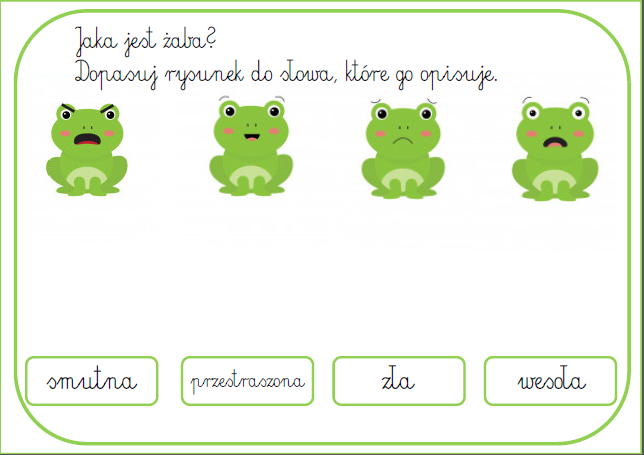 Jaka jest żaba?
Dopasuj rysunek do słowa, które go opisuje.
smutna
przestraszona
zła
wesoła